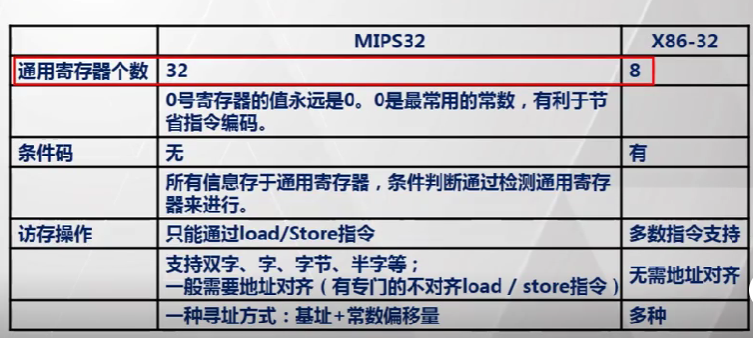 MIPS32 X86-32
通用寄存器个数 32 8
0号寄存器的值永远是0。0是最常用的常数，有利于节
省指令编码。
条件码 无 有
所有信息存于通用寄存器，条件判断通过检测通用寄存
器来进行。
访存操作 只能通过load/Store指令 多数指令支持
支持双字、字、字节、半字等；
一般需要地址对齐（有专门的不对齐load / store指令） 无需地址对齐
一种寻址方式：基址+常数偏移量 多种